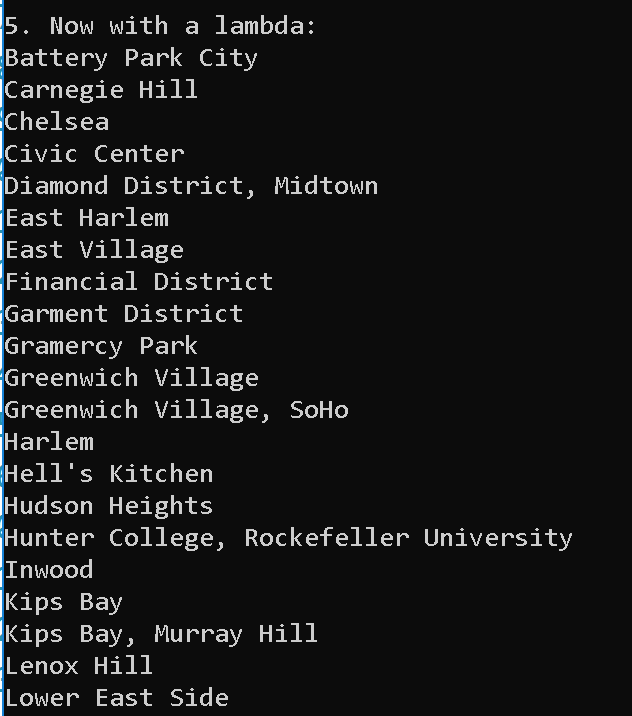 5. Now with a lambda:
Battery Park City
Carnegie Hill
Chelsea
Civic Center
Diamond District, Midtown
East Harlem
East Village
Financial District
Garment District
Gramercy Park
Greenwich Village
Greenwich Village, SoHo
Harlem
Hell's Kitchen
Hudson Heights
Hunter College, Rockefeller University
Inwood
Kips Bay
Kips Bay, Murray Hill
Lenox Hill
Lower East Side